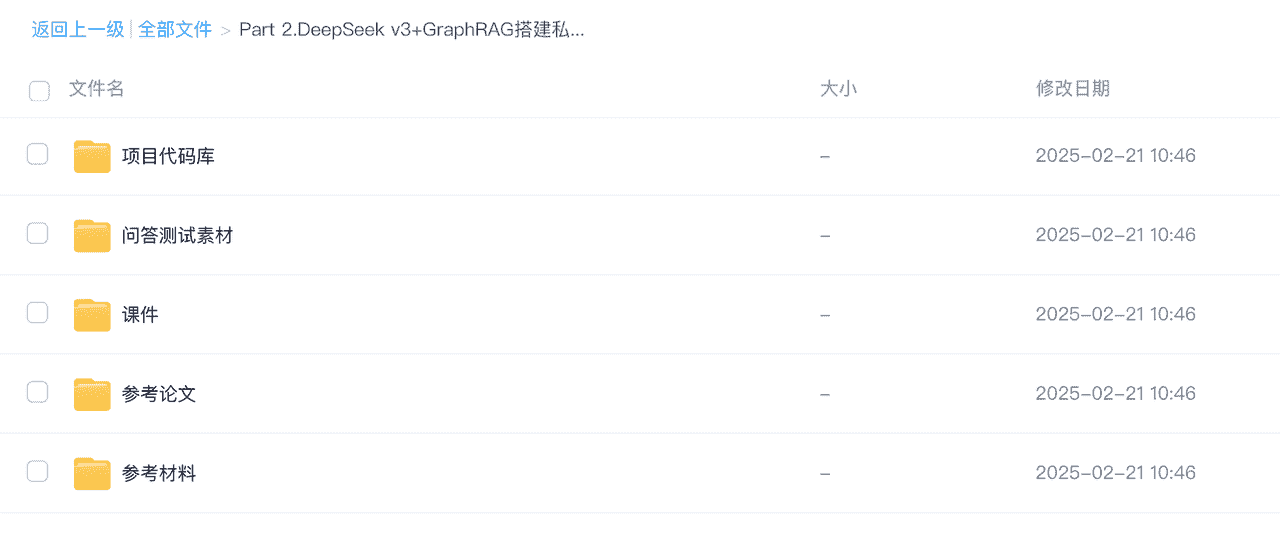 返回上一级 | 全部文件 > Part 2.DeepSeek v3+GraphRAG搭建私...
文件名 大小 修改日期
项目代码库 – 2025-02-21 10:46
问答测试素材 – 2025-02-21 10:46
课件 – 2025-02-21 10:46
参考论文 – 2025-02-21 10:46
参考材料 – 2025-02-21 10:46